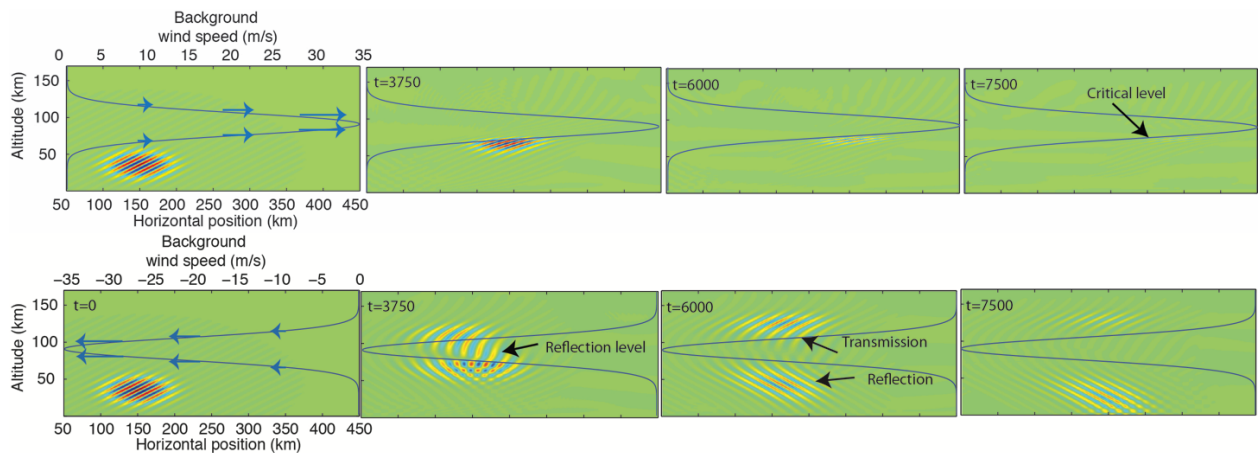 Background
wind speed (m/s)
0 5 10 15 20 25 30 35
Altitude (km)
150
100
50
t=3750
t=6000
t=7500
Critical level
50 100 150 200 250 300 350 400 450
Horizontal position (km)
Background
wind speed (m/s)
−35 −30 −25 −20 −15 −10 −5 0
Altitude (km)
150
100
50
t=0
t=3750
Reflection level
t=6000
Transmission
Reflection
t=7500
50 100 150 200 250 300 350 400 450
Horizontal position (km)